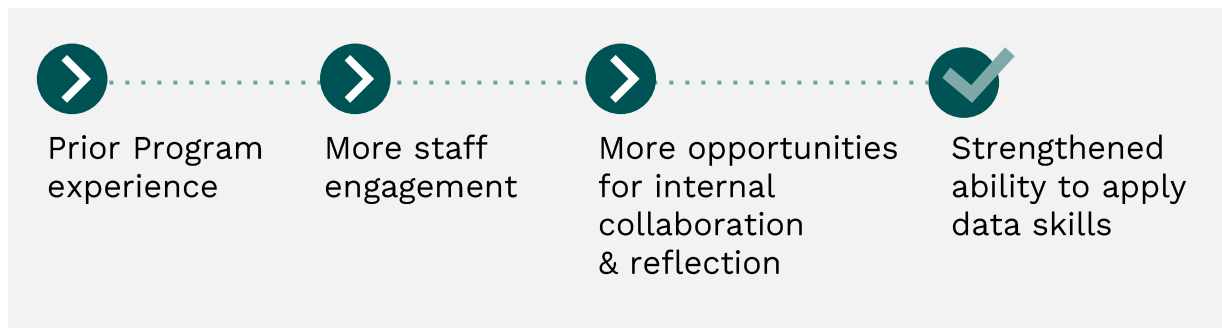 Prior Program
experience
More staff
engagement
More opportunities
for internal
collaboration
& reflection
Strengthened
ability to apply
data skills